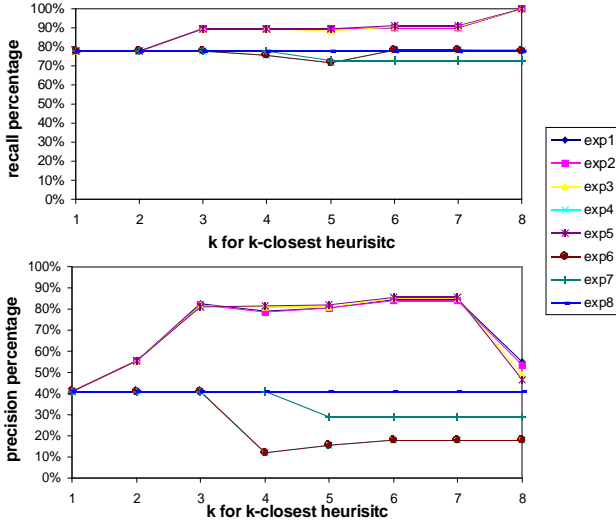 100%
90%
80%
70%
60%
50%
40%
30%
20%
10%
0%
recall percentage
1 2 3 4 5 6 7 8
k for k-closest heurisitc
exp1
exp2
exp3
exp4
exp5
exp6
exp7
exp8
100%
90%
80%
70%
60%
50%
40%
30%
20%
10%
0%
precision percentage
1 2 3 4 5 6 7 8
k for k-closest heurisitc